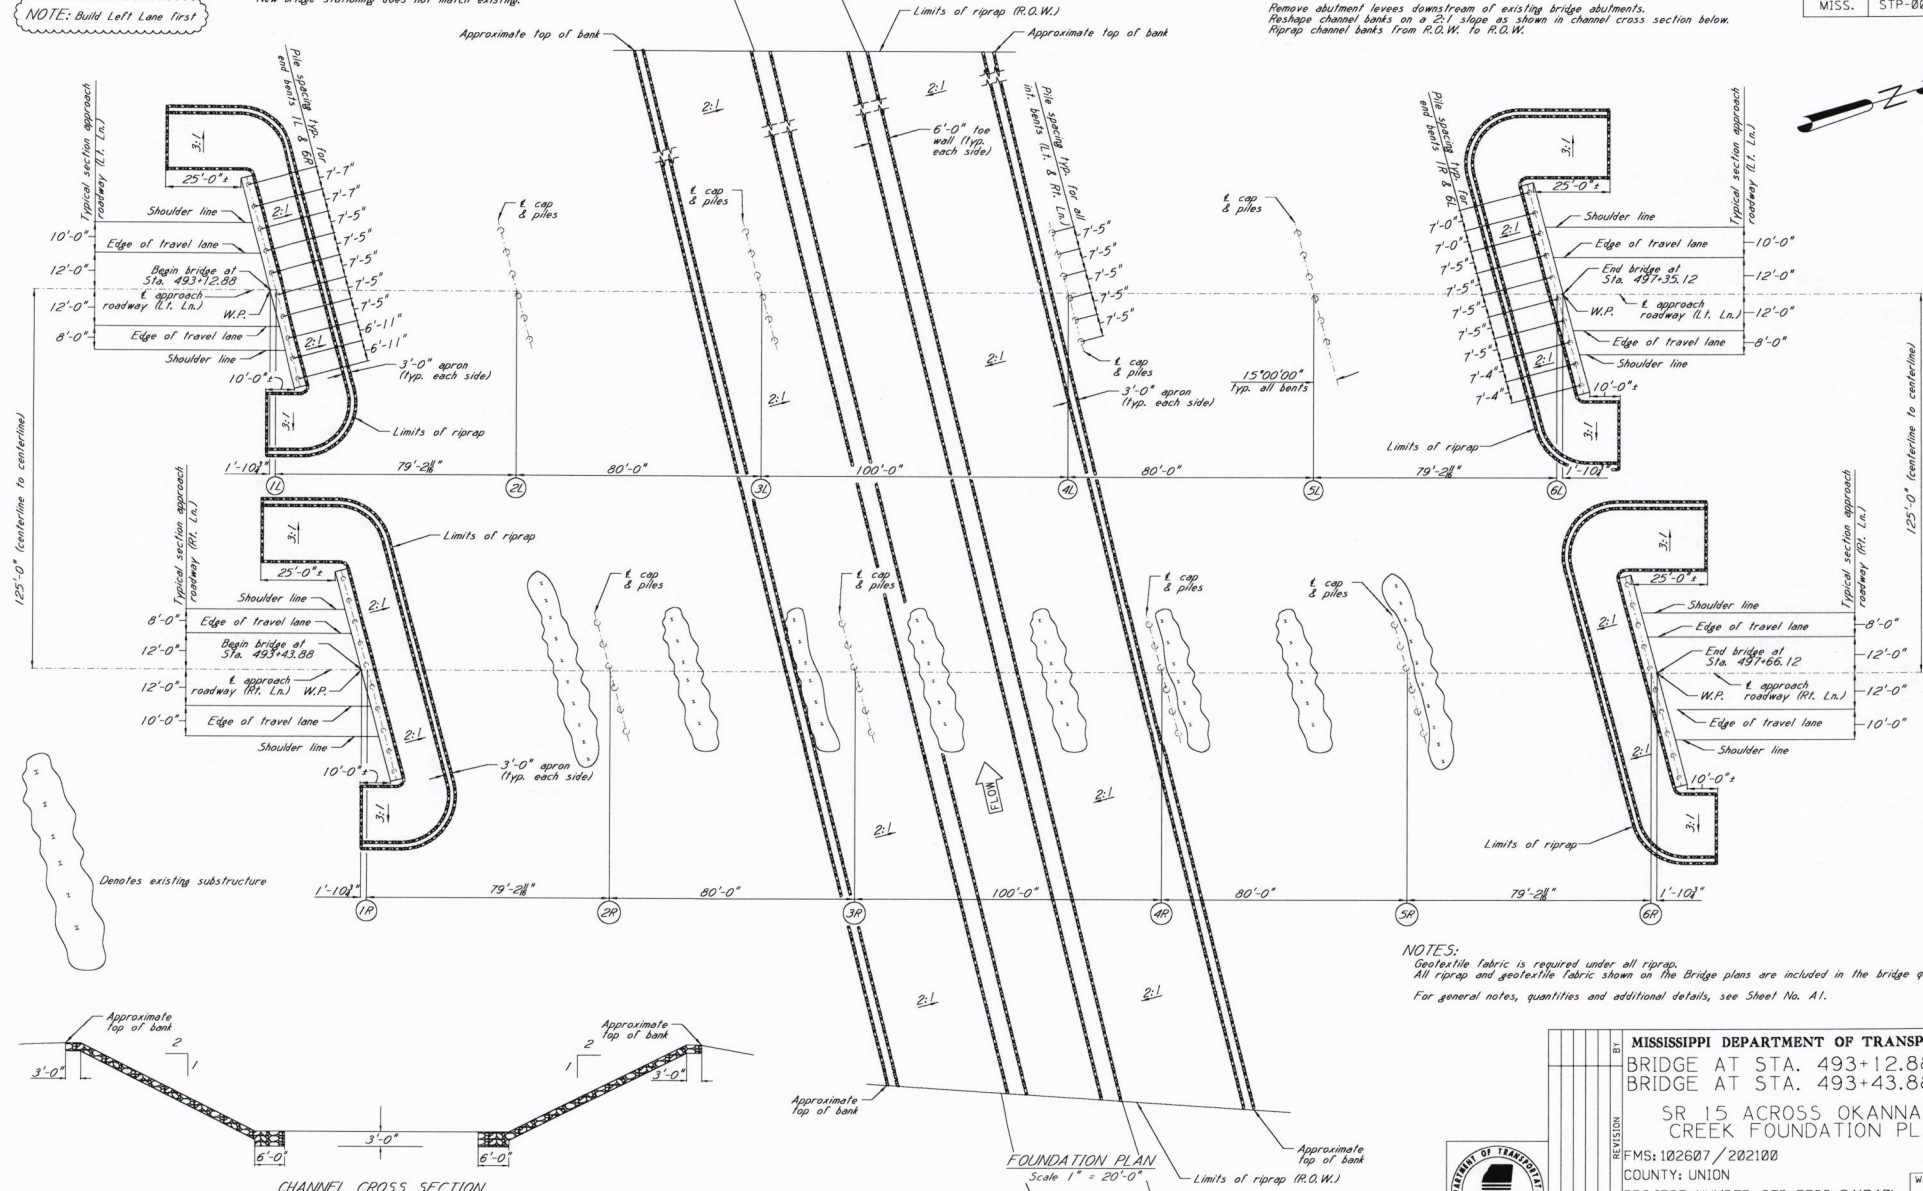 NOTE: Build Left Lane first
New bridge stationing does not match existing.
Limits of riprap (R.O.W.)
Approximate top of bank
Approximate top of bank
Remove abutment levees downstream of existing bridge abutments.
Reshape channel banks on a 2:1 slope as shown in channel cross section below.
Riprap channel banks from R.O.W. to R.O.W.
MISS.
Typical section approach
roadway (Lt. Ln.)
Pile spacing typ. for
end bents 1L & 6R
3:1
25'-0"±
Shoulder line
10'-0"
Edge of travel lane
12'-0"
Begin bridge at
Sta. 493+12.88
℄ approach
roadway (Lt. Ln.)
W.P.
12'-0"
Edge of travel lane
8'-0"
Shoulder line
10'-0"±
3:1
2:1
2:1
7'-7"
7'-7"
7'-5"
7'-5"
7'-5"
7'-5"
7'-5"
6'-11"
6'-11"
3'-0" apron
(typ. each side)
Limits of riprap
℄ cap
& piles
℄ cap
& piles
2:1
2:1
6'-0" toe
wall (typ.
each side)
Pile spacing typ. for all
int. bents (Lt. & Rt. Ln.)
7'-5"
7'-5"
7'-5"
7'-5"
7'-5"
℄ cap
& piles
2:1
2:1
3'-0" apron
(typ. each side)
℄ cap
& piles
15°00'00"
typ. all bents
Pile spacing typ. for
end bents 1R & 6L
7'-0"
7'-0"
7'-5"
7'-5"
7'-5"
7'-5"
7'-5"
7'-4"
7'-4"
2:1
2:1
3:1
25'-0"±
Typical section approach
roadway (Lt. Ln.)
Shoulder line
Edge of travel lane
10'-0"
End bridge at
Sta. 497+35.12
12'-0"
W.P.
℄ approach
roadway (Lt. Ln.)
12'-0"
Edge of travel lane
8'-0"
Shoulder line
10'-0"±
3:1
Limits of riprap
N
125'-0" (centerline to centerline)
125'-0" (centerline to centerline)
1'-10¾"
79'-2 11/16"
80'-0"
100'-0"
80'-0"
79'-2 11/16"
1'-10¾"
1L
2L
3L
4L
5L
6L
Typical section approach
roadway (Rt. Ln.)
3:1
25'-0"±
Limits of riprap
Shoulder line
8'-0"
Edge of travel lane
12'-0"
Begin bridge at
Sta. 493+43.88
℄ approach
roadway (Rt. Ln.)
W.P.
12'-0"
Edge of travel lane
10'-0"
Shoulder line
10'-0"±
3:1
2:1
2:1
3'-0" apron
(typ. each side)
℄ cap
& piles
℄ cap
& piles
℄ cap
& piles
℄ cap
& piles
FLOW
2:1
2:1
3:1
25'-0"±
2:1
2:1
Typical section approach
roadway (Rt. Ln.)
Shoulder line
8'-0"
Edge of travel lane
12'-0"
End bridge at
Sta. 497+66.12
W.P.
℄ approach
roadway (Rt. Ln.)
12'-0"
Edge of travel lane
10'-0"
Shoulder line
10'-0"±
3:1
Limits of riprap
Denotes existing substructure
1'-10¾"
79'-2 11/16"
80'-0"
100'-0"
80'-0"
79'-2 11/16"
1'-10¾"
1R
2R
3R
4R
5R
6R
2:1
2:1
NOTES:
Geotextile fabric is required under all riprap.
All riprap and geotextile fabric shown on the Bridge plans are included in the bridge
For general notes, quantities and additional details, see Sheet No. A1.
Approximate
top of bank
2
1
3'-0"
6'-0"
3'-0"
6'-0"
2
1
3'-0"
Approximate
top of bank
CHANNEL CROSS SECTION
Approximate
top of bank
FOUNDATION PLAN
Scale 1" = 20'-0"
Limits of riprap (R.O.W.)
Approximate
top of bank
BY
REVISION
MISSISSIPPI DEPARTMENT OF TRANSP
BRIDGE AT STA. 493+12.88
BRIDGE AT STA. 493+43.88
SR 15 ACROSS OKANNA
CREEK FOUNDATION PL
FMS: 102607 / 202100
COUNTY: UNION